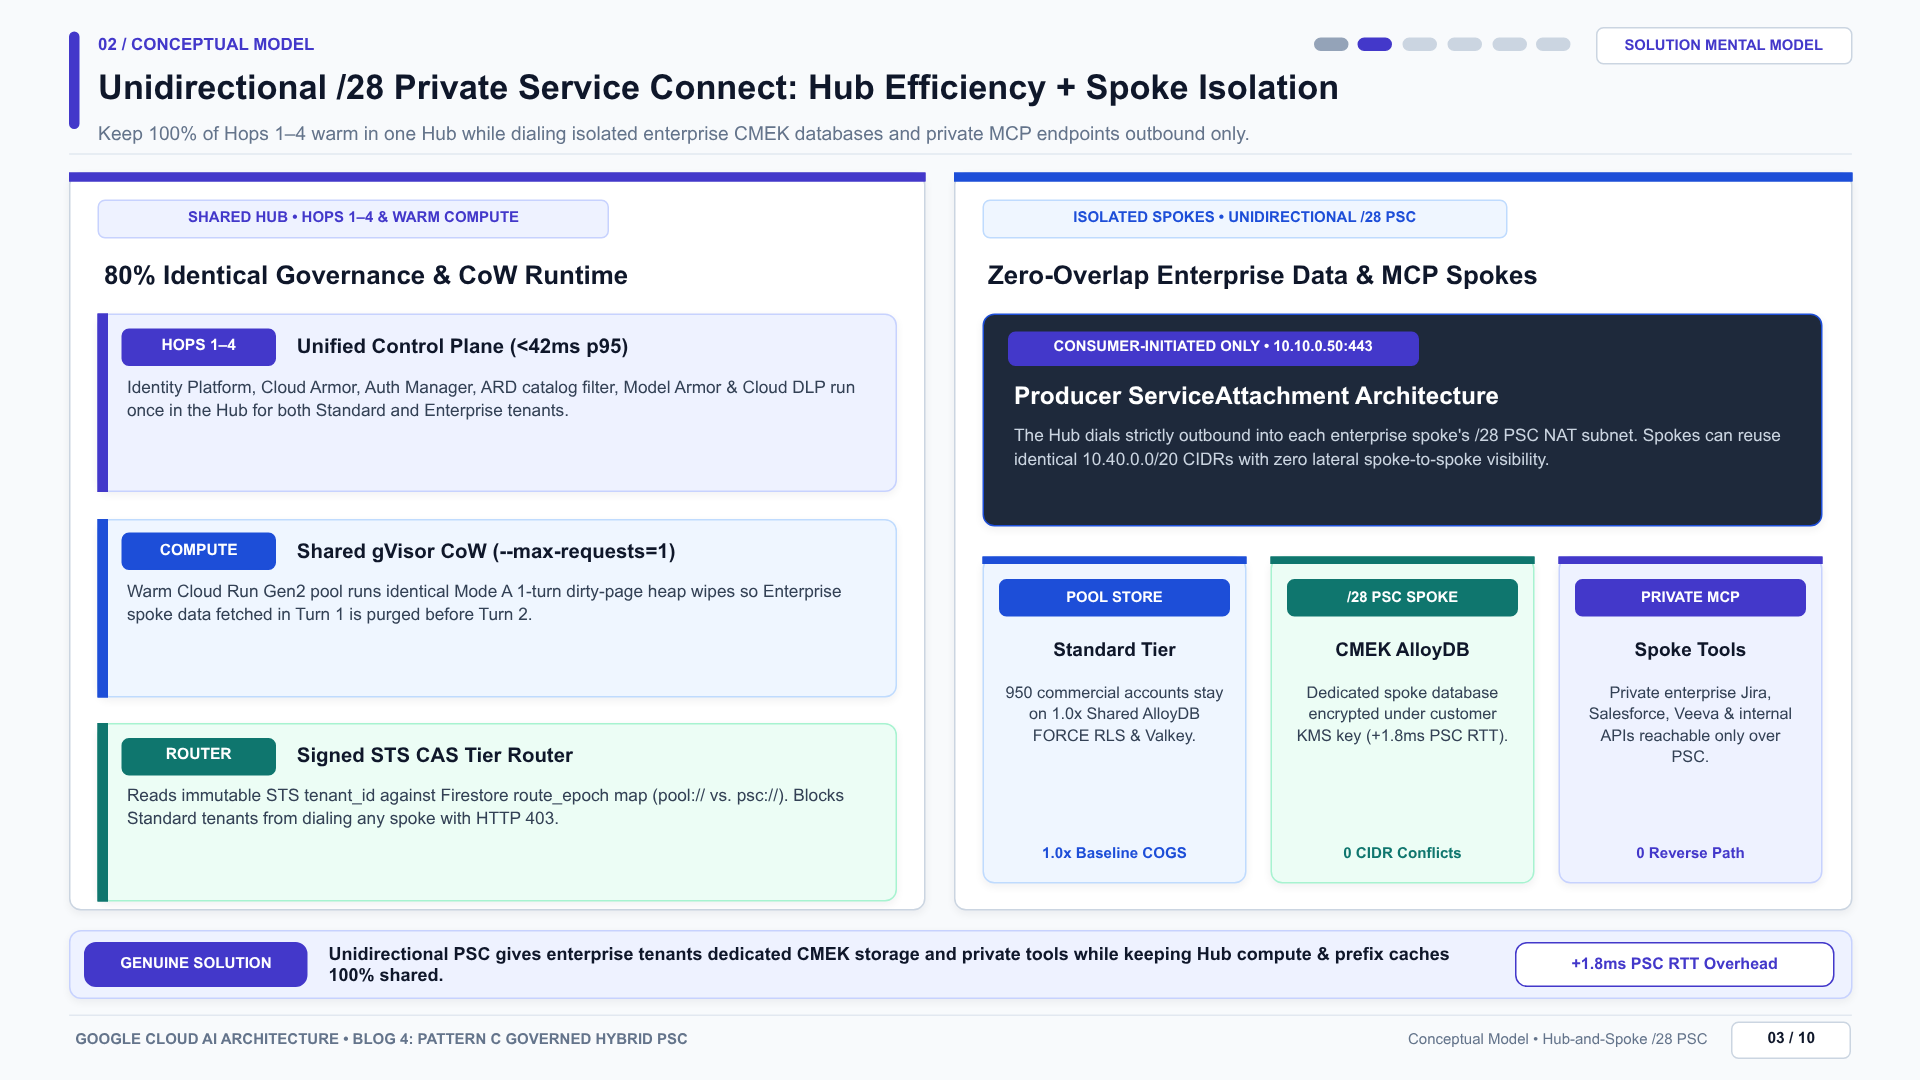 02 / CONCEPTUAL MODEL
SOLUTION MENTAL MODEL
Unidirectional /28 Private Service Connect: Hub Efficiency + Spoke Isolation
Keep 100% of Hops 1–4 warm in one Hub while dialing isolated enterprise CMEK databases and private MCP endpoints outbound only.
SHARED HUB • HOPS 1–4 & WARM COMPUTE
80% Identical Governance & CoW Runtime
HOPS 1–4
Unified Control Plane (<42ms p95)
Identity Platform, Cloud Armor, Auth Manager, ARD catalog filter, Model Armor & Cloud DLP run
once in the Hub for both Standard and Enterprise tenants.
COMPUTE
Shared gVisor CoW (--max-requests=1)
Warm Cloud Run Gen2 pool runs identical Mode A 1-turn dirty-page heap wipes so Enterprise
spoke data fetched in Turn 1 is purged before Turn 2.
ROUTER
Signed STS CAS Tier Router
Reads immutable STS tenant_id against Firestore route_epoch map (pool:// vs. psc://). Blocks
Standard tenants from dialing any spoke with HTTP 403.
ISOLATED SPOKES • UNIDIRECTIONAL /28 PSC
Zero-Overlap Enterprise Data & MCP Spokes
CONSUMER-INITIATED ONLY • 10.10.0.50:443
Producer ServiceAttachment Architecture
The Hub dials strictly outbound into each enterprise spoke's /28 PSC NAT subnet. Spokes can reuse
identical 10.40.0.0/20 CIDRs with zero lateral spoke-to-spoke visibility.
POOL STORE
Standard Tier
950 commercial accounts stay
on 1.0x Shared AlloyDB
FORCE RLS & Valkey.
1.0x Baseline COGS
/28 PSC SPOKE
CMEK AlloyDB
Dedicated spoke database
encrypted under customer
KMS key (+1.8ms PSC RTT).
0 CIDR Conflicts
PRIVATE MCP
Spoke Tools
Private enterprise Jira,
Salesforce, Veeva & internal
APIs reachable only over
PSC.
0 Reverse Path
GENUINE SOLUTION
Unidirectional PSC gives enterprise tenants dedicated CMEK storage and private tools while keeping Hub compute & prefix caches
100% shared.
+1.8ms PSC RTT Overhead
GOOGLE CLOUD AI ARCHITECTURE • BLOG 4: PATTERN C GOVERNED HYBRID PSC
Conceptual Model • Hub-and-Spoke /28 PSC
03 / 10